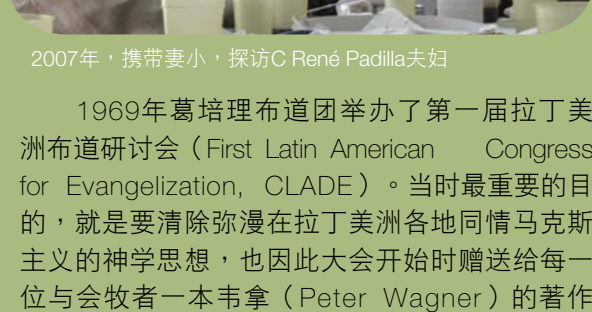 2007年，携带妻小，探访C René Padilla夫妇
1969年葛培理布道团举办了第一届拉丁美
洲布道研讨会（First Latin American Congress
for Evangelization, CLADE）。当时最重要的目
的，就是要清除弥漫在拉丁美洲各地同情马克斯
主义的神学思想，也因此大会开始时赠送给每一
位与会牧者一本韦拿（Peter Wagner）的著作